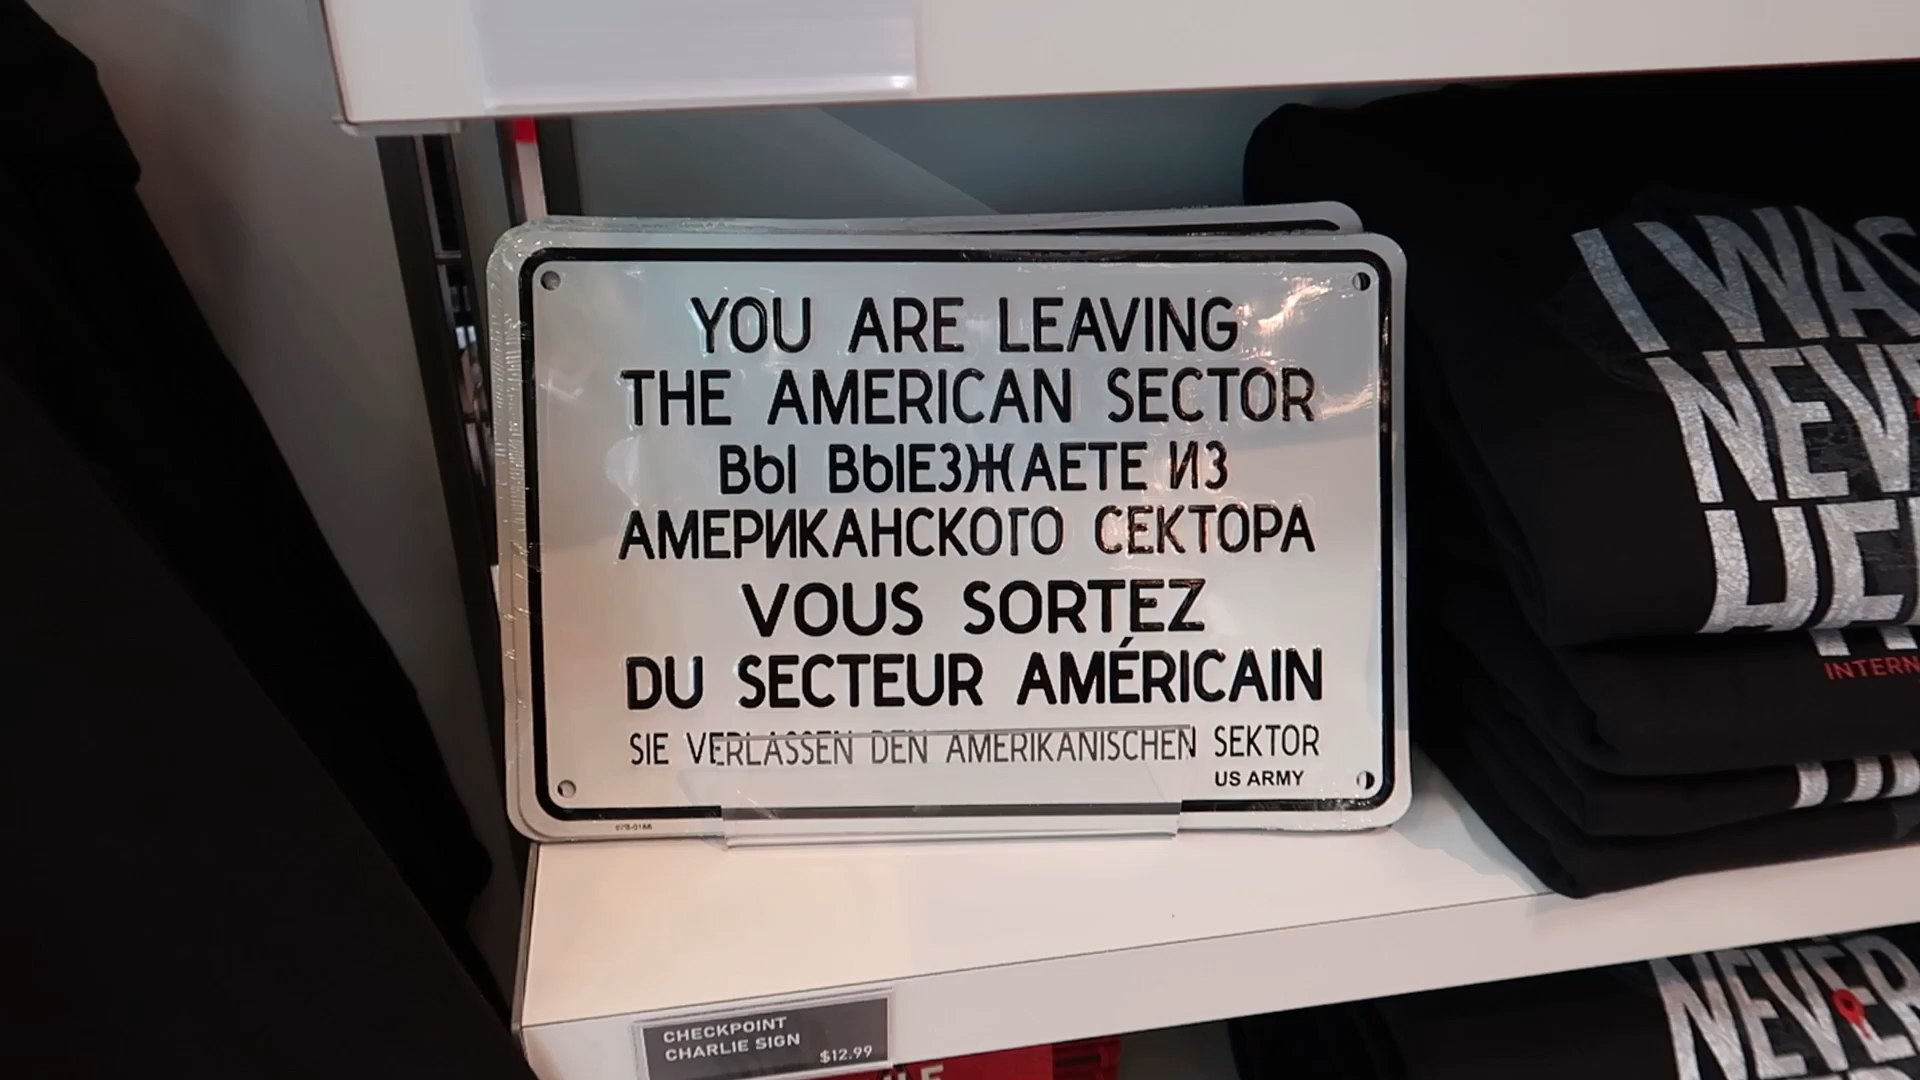 YOU ARE LEAVING
THE AMERICAN SECTOR
ВЫ ВЫЕЗЖАЕТЕ ИЗ
АМЕРИКАНСКОГО СЕКТОРА
VOUS SORTEZ
DU SECTEUR AMÉRICAIN
SIE VERLASSEN DEN AMERIKANISCHEN SEKTOR
US ARMY
CHECKPOINT
CHARLIE SIGN
$12.99
I WAS
NEVER
NEVER